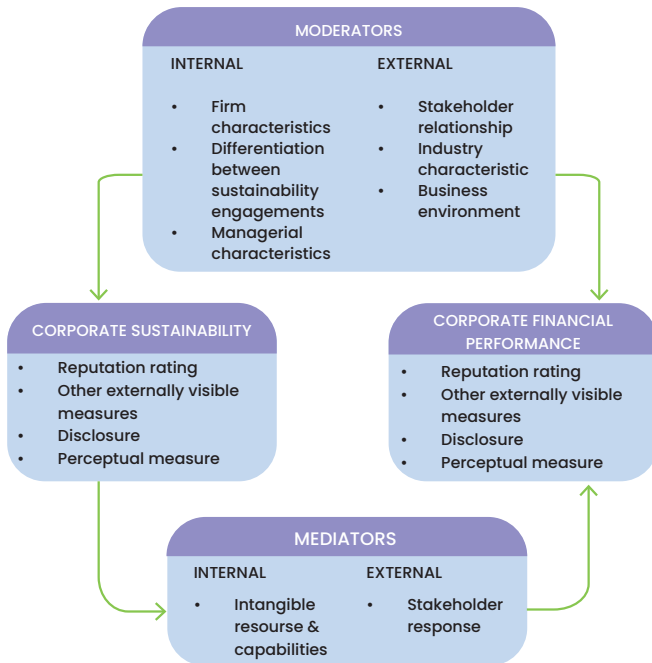 MODERATORS
INTERNAL
• Firm
characteristics
• Differentiation
between
sustainability
engagements
• Managerial
characteristics
EXTERNAL
• Stakeholder
relationship
• Industry
characteristic
• Business
environment
CORPORATE SUSTAINABILITY
• Reputation rating
• Other externally visible
measures
• Disclosure
• Perceptual measure
CORPORATE FINANCIAL
PERFORMANCE
• Reputation rating
• Other externally visible
measures
• Disclosure
• Perceptual measure
MEDIATORS
INTERNAL
• Intangible
resourse &
capabilities
EXTERNAL
• Stakeholder
response